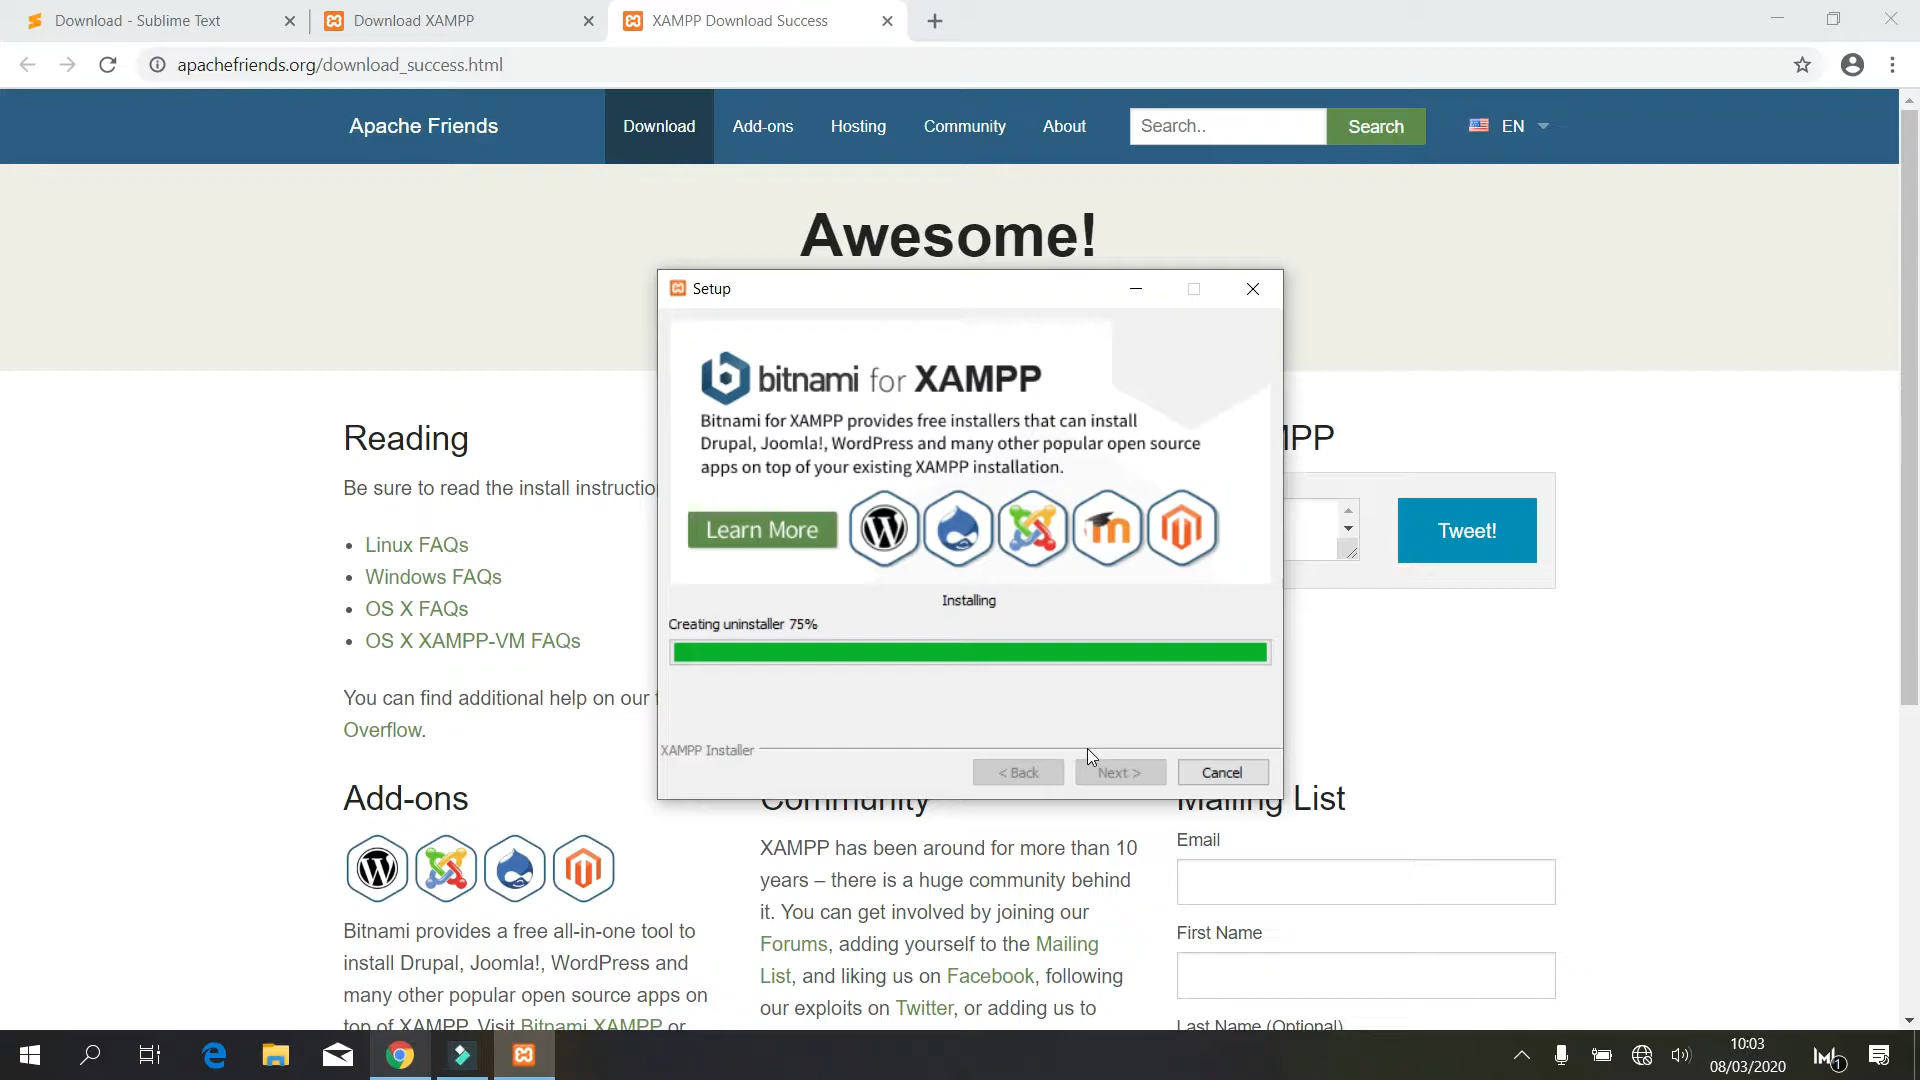 Download - Sublime Text
Download XAMPP
XAMPP Download Success
apachefriends.org/download_success.html
Apache Friends
Download
Add-ons
Hosting
Community
About
Search..
Search
EN
Awesome!
Setup
bitnami for XAMPP
Bitnami for XAMPP provides free installers that can install
Drupal, Joomla!, WordPress and many other popular open source
apps on top of your existing XAMPP installation.
Learn More
Installing
Creating uninstaller 75%
XAMPP Installer
< Back
Next >
Cancel
Reading
Be sure to read the install instructio
Linux FAQs
Windows FAQs
OS X FAQs
OS X XAMPP-VM FAQs
You can find additional help on our
Overflow.
MPP
Tweet!
Add-ons
Bitnami provides a free all-in-one tool to
install Drupal, Joomla!, WordPress and
many other popular open source apps on
top of XAMPP. Visit Bitnami XAMPP or
Community
XAMPP has been around for more than 10
years – there is a huge community behind
it. You can get involved by joining our
Forums, adding yourself to the Mailing
List, and liking us on Facebook, following
our exploits on Twitter, or adding us to
Mailing List
Email
First Name
Last Name (Optional)
10:03
08/03/2020
1